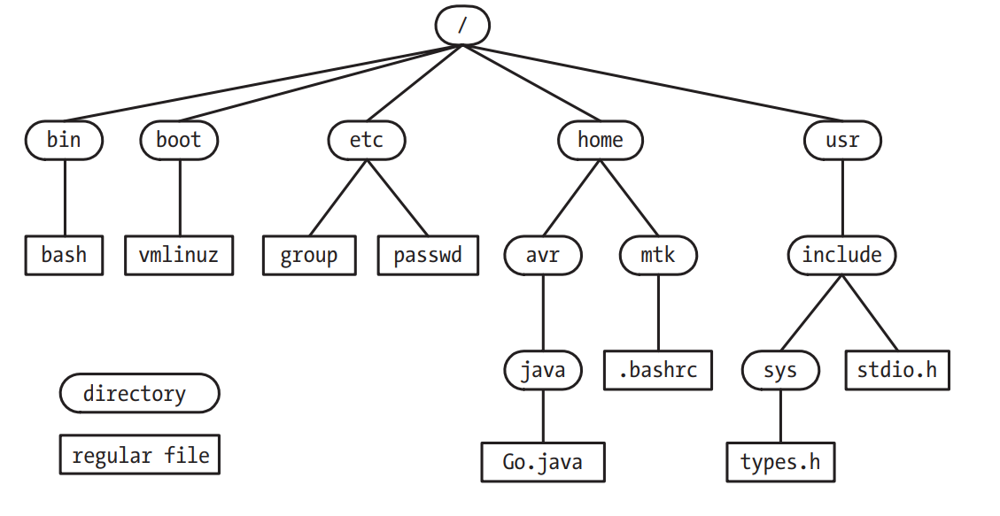 /
bin boot etc home usr
bash vmlinuz group passwd avr mtk include
java .bashrc sys stdio.h
directory
regular file
Go.java types.h